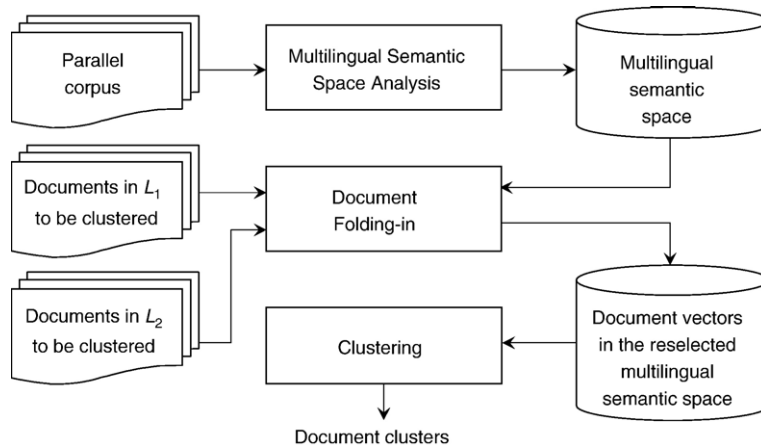 Parallel
corpus
Multilingual Semantic
Space Analysis
Multilingual
semantic
space
Documents in L₁
to be clustered
Document
Folding-in
Documents in L₂
to be clustered
Clustering
Document vectors
in the reselected
multilingual
semantic space
Document clusters